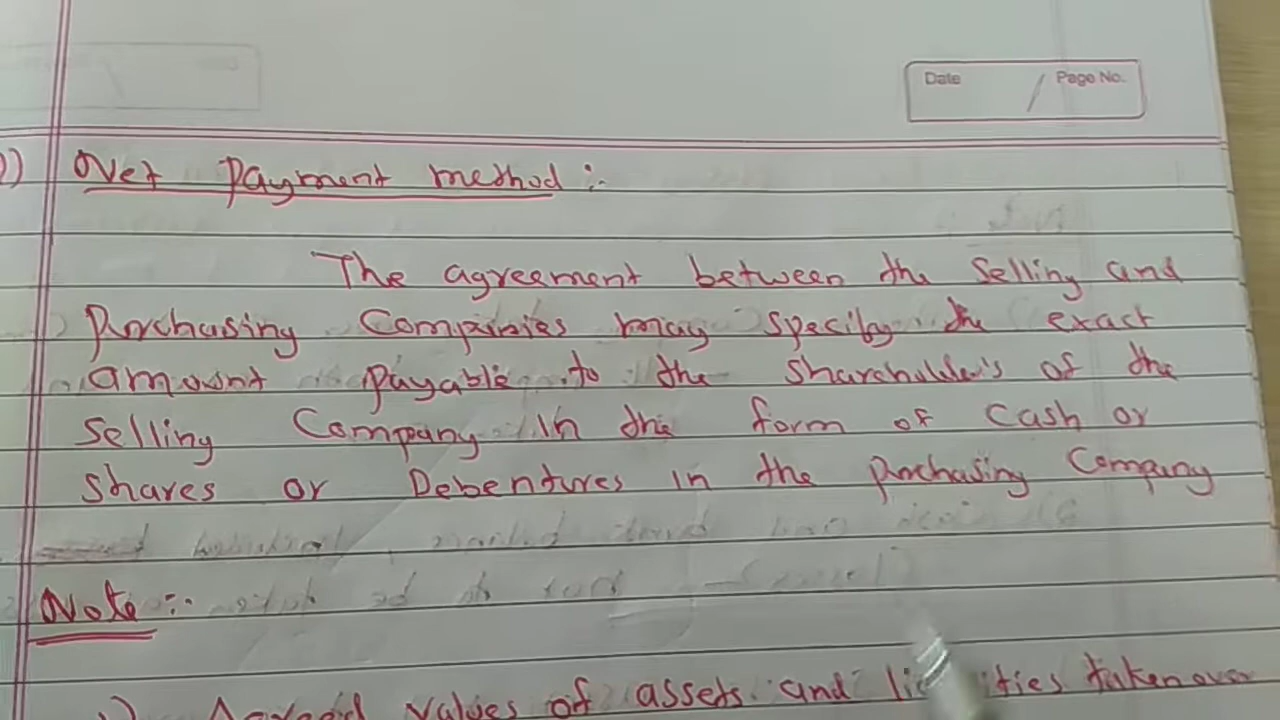 Date / Page No.
Net Payment method :-
The agreement between the Selling and
Purchasing Companies may specify the exact
amount payable to the Shareholder's of the
Selling Company in the form of Cash or
Shares or Debentures in the purchasing Company
Note :-
1) Agreed values of assets and taken over